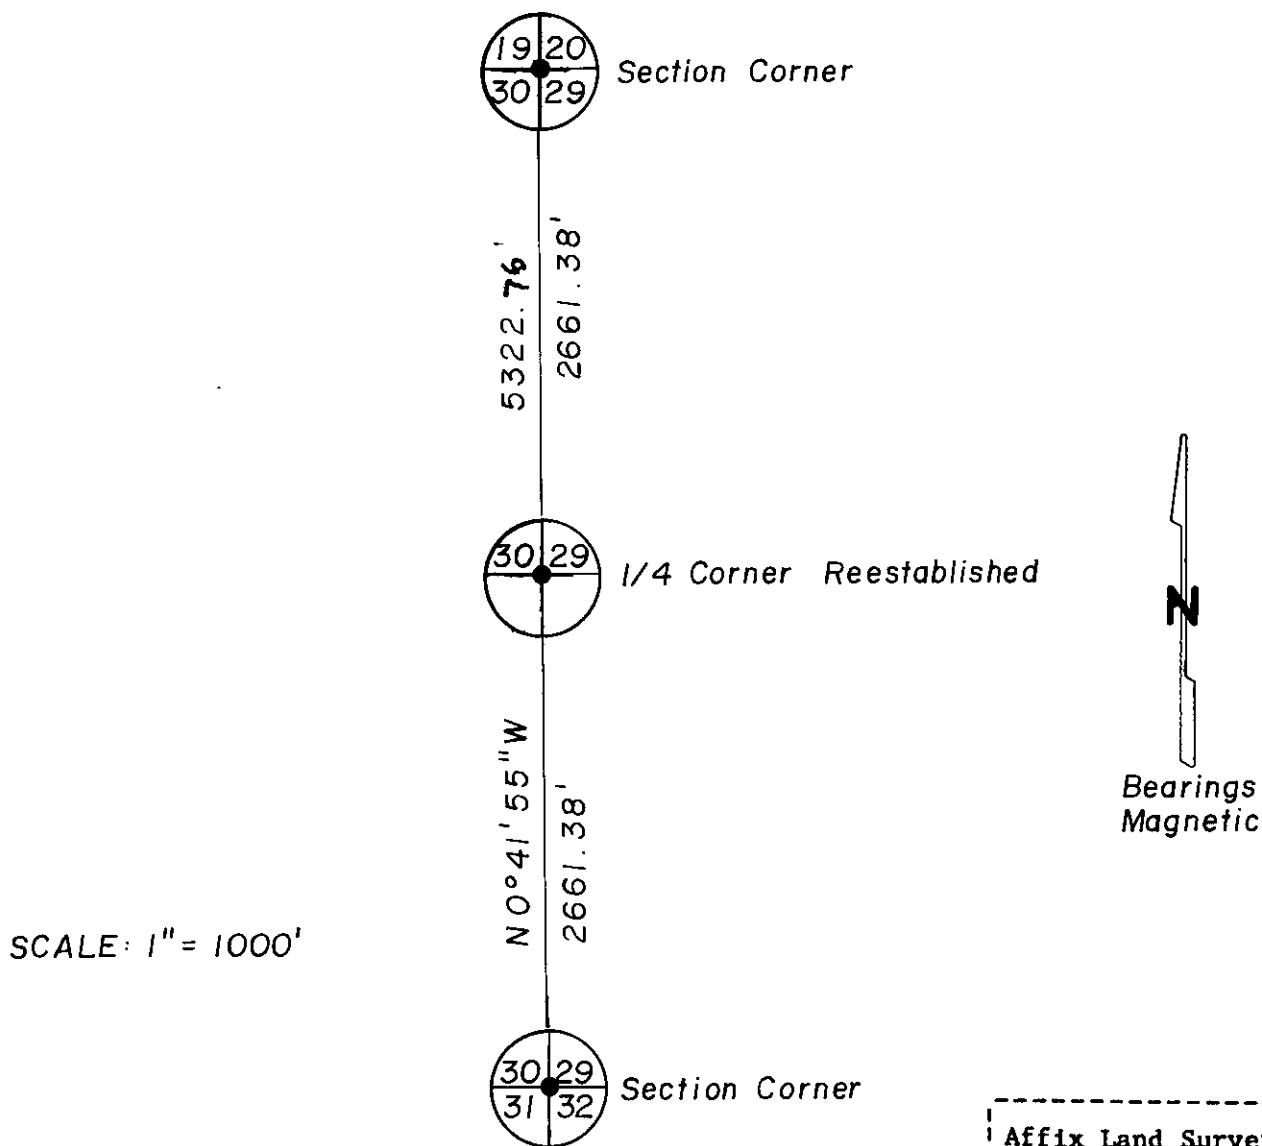 19 20
30 29
Section Corner
5322.76'
2661.38'
30 29
1/4 Corner Reestablished
N
Bearings
Magnetic
N 0°41'55"W
2661.38'
SCALE: 1"= 1000'
30 29
31 32
Section Corner
Affix Land Surve